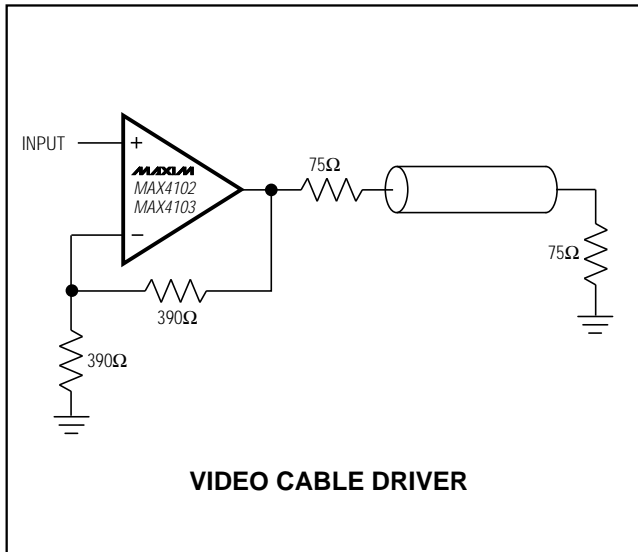 INPUT
+
MAXIM
MAX4102
MAX4103
−
75Ω
75Ω
390Ω
390Ω
VIDEO CABLE DRIVER